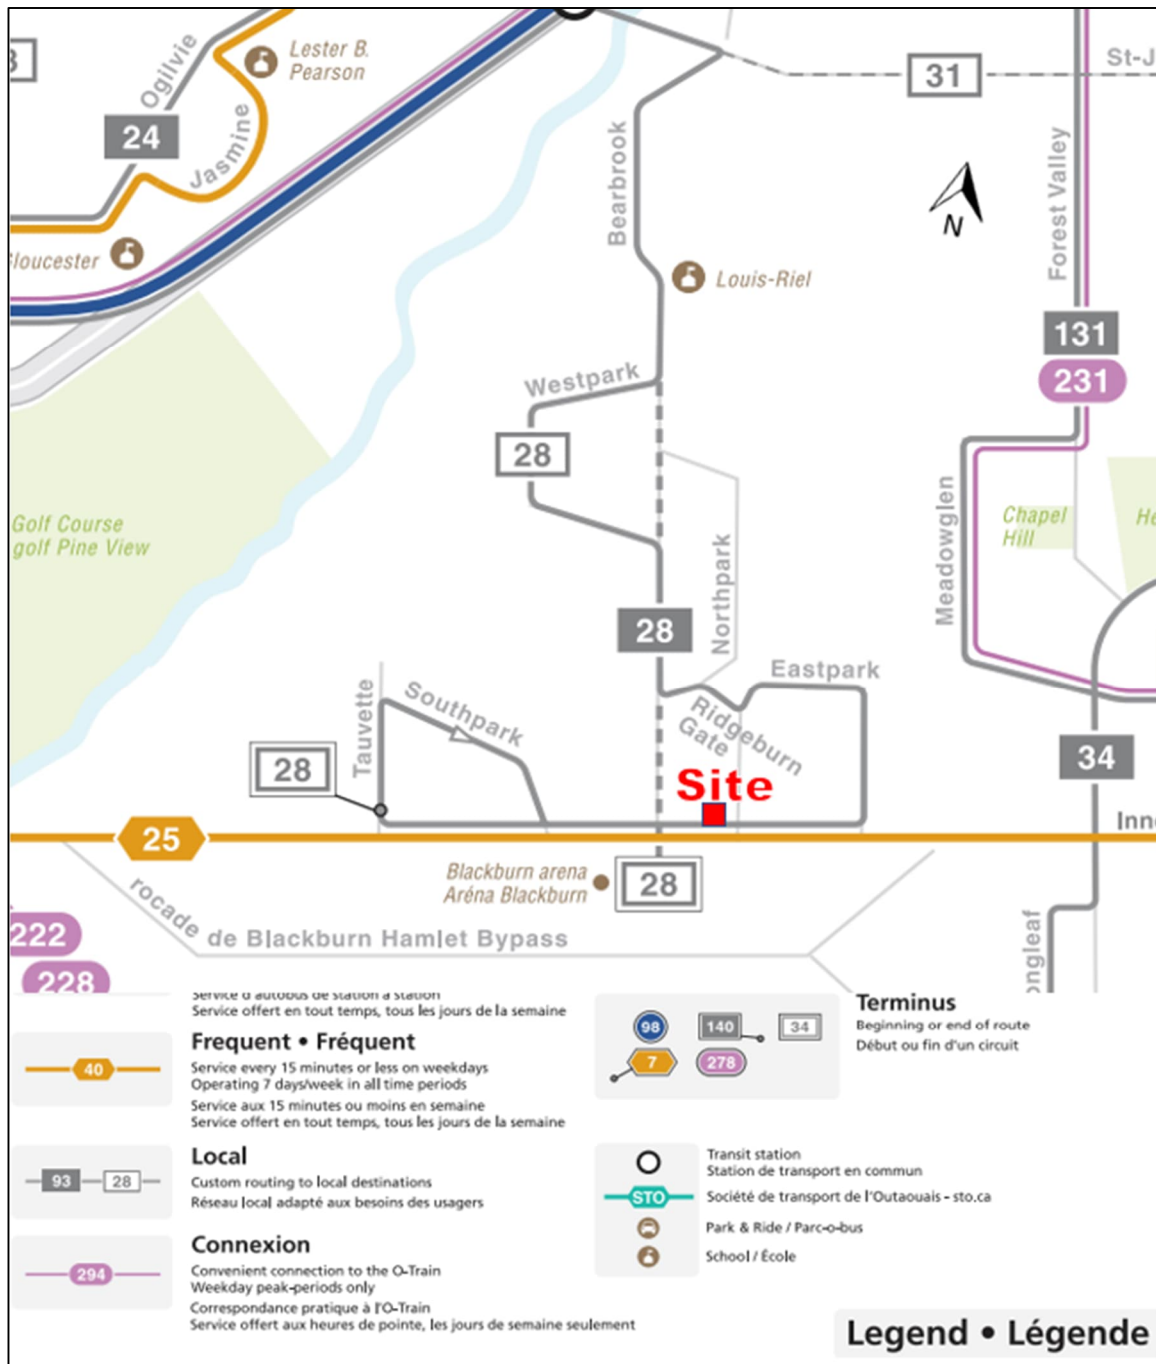 Lester B.
Pearson
Ogilvie
24
Jasmine
Gloucester
31
St-J
Bearbrook
Forest Valley
N
Louis-Riel
131
231
Westpark
28
Golf Course
golf Pine View
Northpark
Meadowglen
Chapel
Hill
He
28
Eastpark
Ridgeburn
Gate
Tauvette
Southpark
28
34
Site
25
Inn
Blackburn arena
Aréna Blackburn
28
rocade de Blackburn Hamlet Bypass
222
228
ongleaf
Service d'autobus de station à station
Service offert en tout temps, tous les jours de la semaine
40
Frequent • Fréquent
Service every 15 minutes or less on weekdays
Operating 7 days/week in all time periods
Service aux 15 minutes ou moins en semaine
Service offert en tout temps, tous les jours de la semaine
93
28
Local
Custom routing to local destinations
Réseau local adapté aux besoins des usagers
294
Connexion
Convenient connection to the O-Train
Weekday peak-periods only
Correspondance pratique à l'O-Train
Service offert aux heures de pointe, les jours de semaine seulement
98
140
34
7
278
Terminus
Beginning or end of route
Début ou fin d'un circuit
Transit station
Station de transport en commun
STO
Société de transport de l'Outaouais - sto.ca
Park & Ride / Parc-o-bus
School / École
Legend • Légende